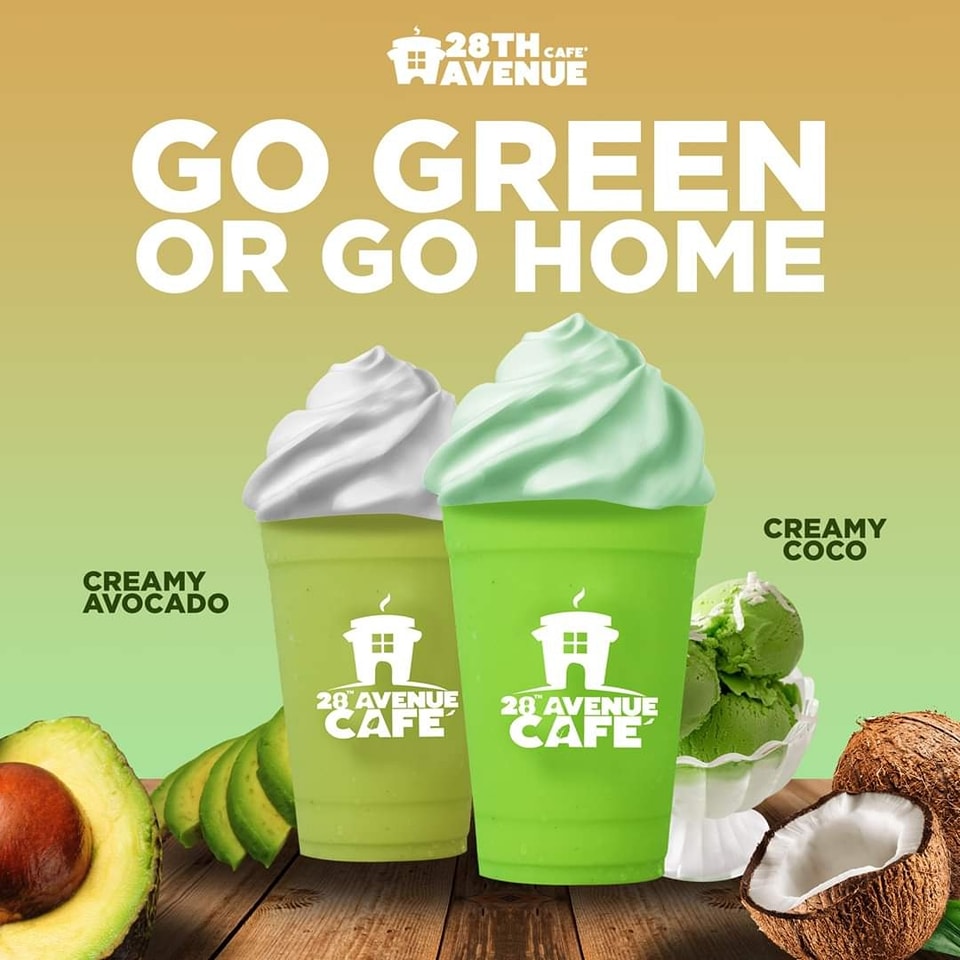 28TH CAFE'
AVENUE
GO GREEN
OR GO HOME
CREAMY
COCO
CREAMY
AVOCADO
28TH AVENUE
CAFE'
28TH AVENUE
CAFE'